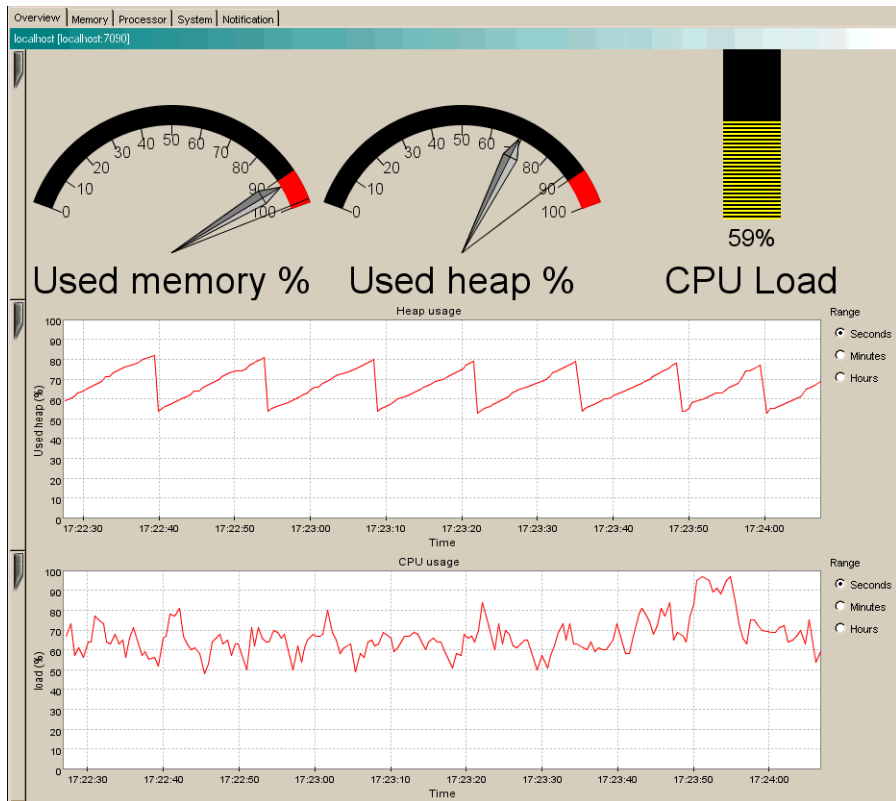 Overview Memory Processor System Notification
localhost [localhost:7090]
0 10 20 30 40 50 60 70 80 90 100
Used memory %
0 10 20 30 40 50 60 80 90 100
Used heap %
59%
CPU Load
Heap usage
Range
Seconds
Minutes
Hours
100
90
80
70
60
50
40
30
20
10
0
Used heap (%)
17:22:30 17:22:40 17:22:50 17:23:00 17:23:10 17:23:20 17:23:30 17:23:40 17:23:50 17:24:00
Time
CPU usage
Range
Seconds
Minutes
Hours
100
90
80
70
60
50
40
30
20
10
0
load (%)
17:22:30 17:22:40 17:22:50 17:23:00 17:23:10 17:23:20 17:23:30 17:23:40 17:23:50 17:24:00
Time